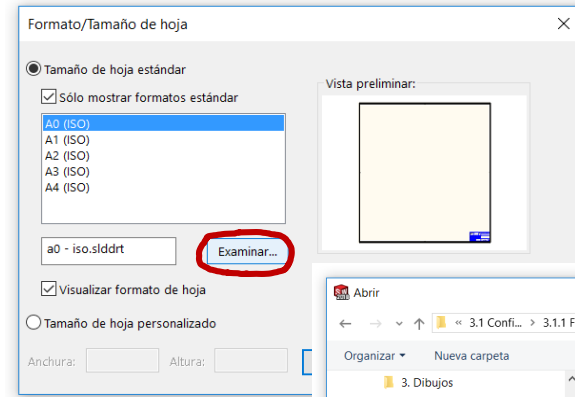 Formato/Tamaño de hoja
Tamaño de hoja estándar
Sólo mostrar formatos estándar
A0 (ISO)
A1 (ISO)
A2 (ISO)
A3 (ISO)
A4 (ISO)
a0 - iso.slddrt
Examinar...
Visualizar formato de hoja
Tamaño de hoja personalizado
Anchura:
Altura:
Vista preliminar:
Abrir
« 3.1 Confi... > 3.1.1 F
Organizar
Nueva carpeta
3. Dibujos